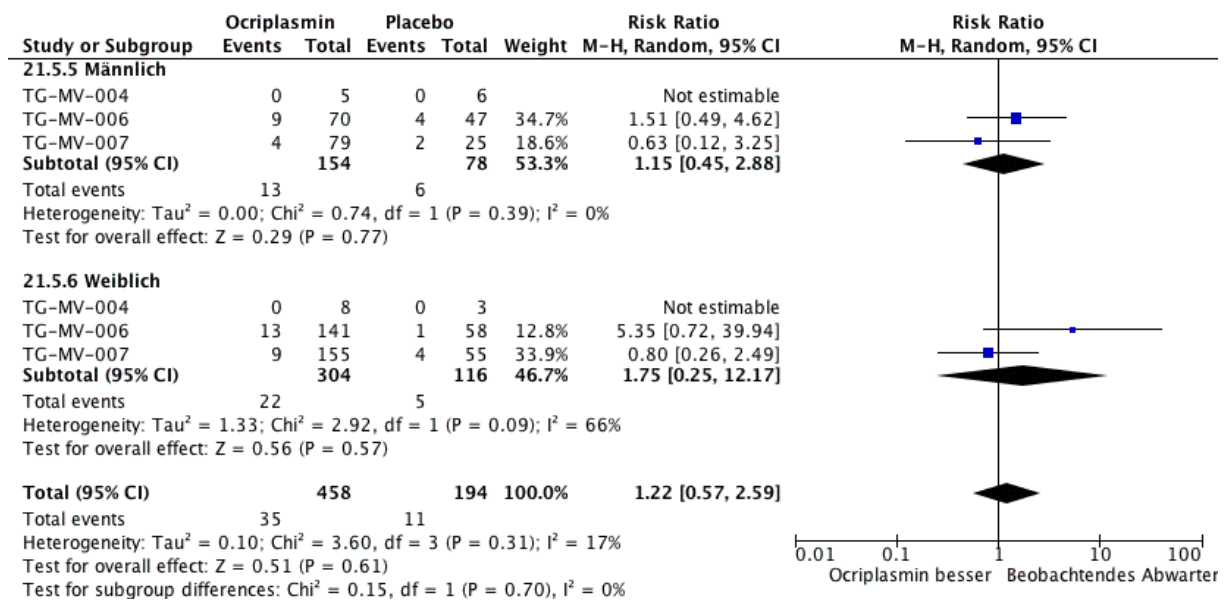 Ocriplasmin Placebo Risk Ratio Risk Ratio
Study or Subgroup Events Total Events Total Weight M-H, Random, 95% CI M-H, Random, 95% CI
21.5.5 Männlich
TG-MV-004 0 5 0 6 Not estimable
TG-MV-006 9 70 4 47 34.7% 1.51 [0.49, 4.62]
TG-MV-007 4 79 2 25 18.6% 0.63 [0.12, 3.25]
Subtotal (95% CI) 154 78 53.3% 1.15 [0.45, 2.88]
Total events 13 6
Heterogeneity: Tau² = 0.00; Chi² = 0.74, df = 1 (P = 0.39); I² = 0%
Test for overall effect: Z = 0.29 (P = 0.77)
21.5.6 Weiblich
TG-MV-004 0 8 0 3 Not estimable
TG-MV-006 13 141 1 58 12.8% 5.35 [0.72, 39.94]
TG-MV-007 9 155 4 55 33.9% 0.80 [0.26, 2.49]
Subtotal (95% CI) 304 116 46.7% 1.75 [0.25, 12.17]
Total events 22 5
Heterogeneity: Tau² = 1.33; Chi² = 2.92, df = 1 (P = 0.09); I² = 66%
Test for overall effect: Z = 0.56 (P = 0.57)
Total (95% CI) 458 194 100.0% 1.22 [0.57, 2.59]
Total events 35 11
Heterogeneity: Tau² = 0.10; Chi² = 3.60, df = 3 (P = 0.31); I² = 17%
Test for overall effect: Z = 0.51 (P = 0.61)
Test for subgroup differences: Chi² = 0.15, df = 1 (P = 0.70), I² = 0%
0.01 0.1 1 10 100
Ocriplasmin besser Beobachtendes Abwarter